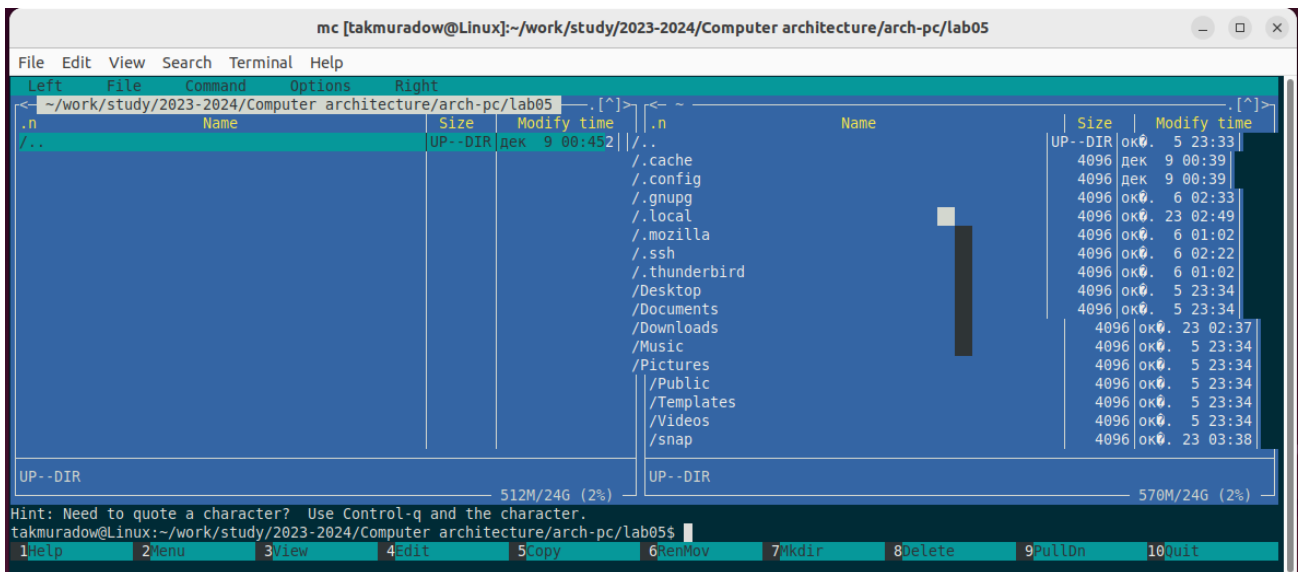 mc [takmuradow@Linux]:~/work/study/2023-2024/Computer architecture/arch-pc/lab05
File Edit View Search Terminal Help
Left File Command Options Right
<─ ~/work/study/2023-2024/Computer architecture/arch-pc/lab05 ──.[^]>
.n Name Size Modify time
/.. UP--DIR дек 9 00:452
UP--DIR
512M/24G (2%)
<─ ~ ──.[^]>
.n Name Size Modify time
/.. UP--DIR ок�. 5 23:33
/.cache 4096 дек 9 00:39
/.config 4096 дек 9 00:39
/.gnupg 4096 ок�. 6 02:33
/.local 4096 ок�. 23 02:49
/.mozilla 4096 ок�. 6 01:02
/.ssh 4096 ок�. 6 02:22
/.thunderbird 4096 ок�. 6 01:02
/Desktop 4096 ок�. 5 23:34
/Documents 4096 ок�. 5 23:34
/Downloads 4096 ок�. 23 02:37
/Music 4096 ок�. 5 23:34
/Pictures 4096 ок�. 5 23:34
/Public 4096 ок�. 5 23:34
/Templates 4096 ок�. 5 23:34
/Videos 4096 ок�. 5 23:34
/snap 4096 ок�. 23 03:38
UP--DIR
570M/24G (2%)
Hint: Need to quote a character? Use Control-q and the character.
takmuradow@Linux:~/work/study/2023-2024/Computer architecture/arch-pc/lab05$
1Help 2Menu 3View 4Edit 5Copy 6RenMov 7Mkdir 8Delete 9PullDn 10Quit